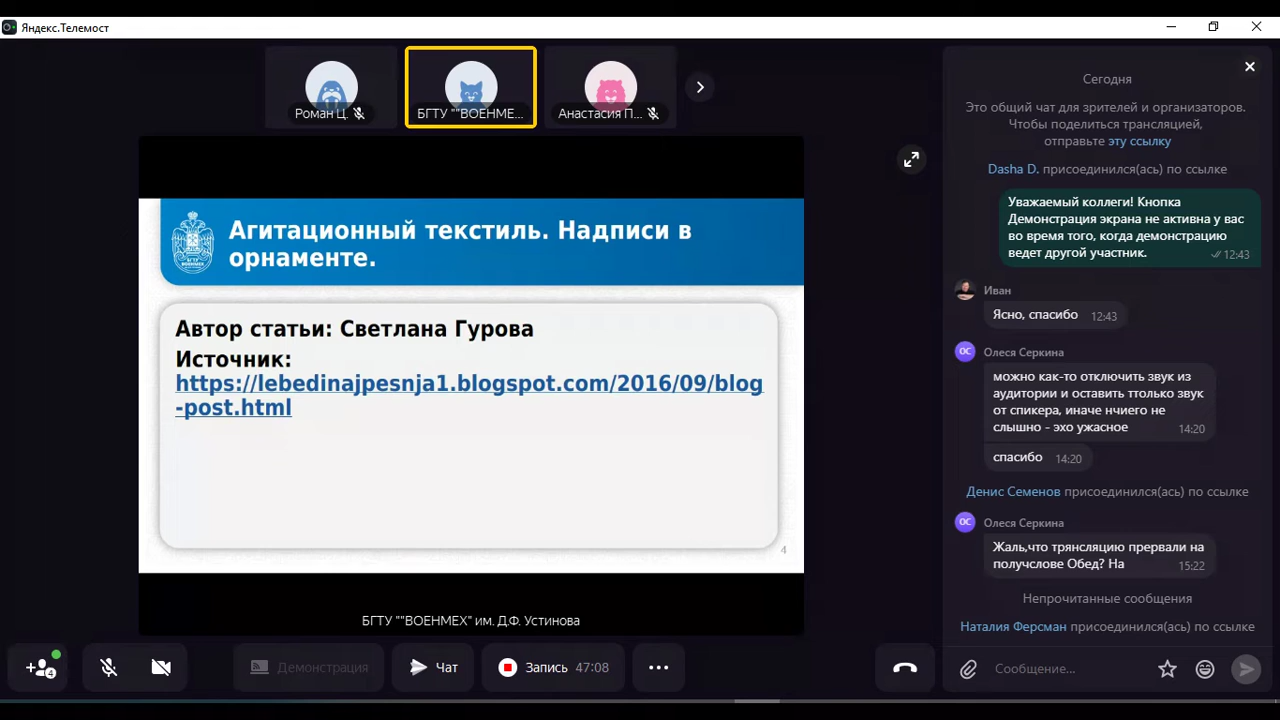 Яндекс.Телемост
Роман Ц.
БГТУ ""ВОЕНМЕ...
Анастасия П...
Агитационный текстиль. Надписи в
орнаменте.
БГТУ
ВОЕНМЕХ
Автор статьи: Светлана Гурова
Источник:
https://lebedinajpesnja1.blogspot.com/2016/09/blog
-post.html
4
БГТУ ""ВОЕНМЕХ" им. Д.Ф. Устинова
4
Демонстрация
Чат
Запись 47:08
Сегодня
Это общий чат для зрителей и организаторов.
Чтобы поделиться трансляцией,
отправьте эту ссылку
Dasha D. присоединился(ась) по ссылке
Уважаемый коллеги! Кнопка
Демонстрация экрана не активна у вас
во время того, когда демонстрацию
ведет другой участник.
12:43
Иван
Ясно, спасибо 12:43
ОС Олеся Серкина
можно как-то отключить звук из
аудитории и оставить ттолько звук
от спикера, иначе нчиего не
слышно - эхо ужасное 14:20
спасибо 14:20
Денис Семенов присоединился(ась) по ссылке
ОС Олеся Серкина
Жаль,что трянсляцию прервали на
получслове Обед? На 15:22
Непрочитанные сообщения
Наталия Ферсман присоединился(ась) по ссылке
Сообщение...